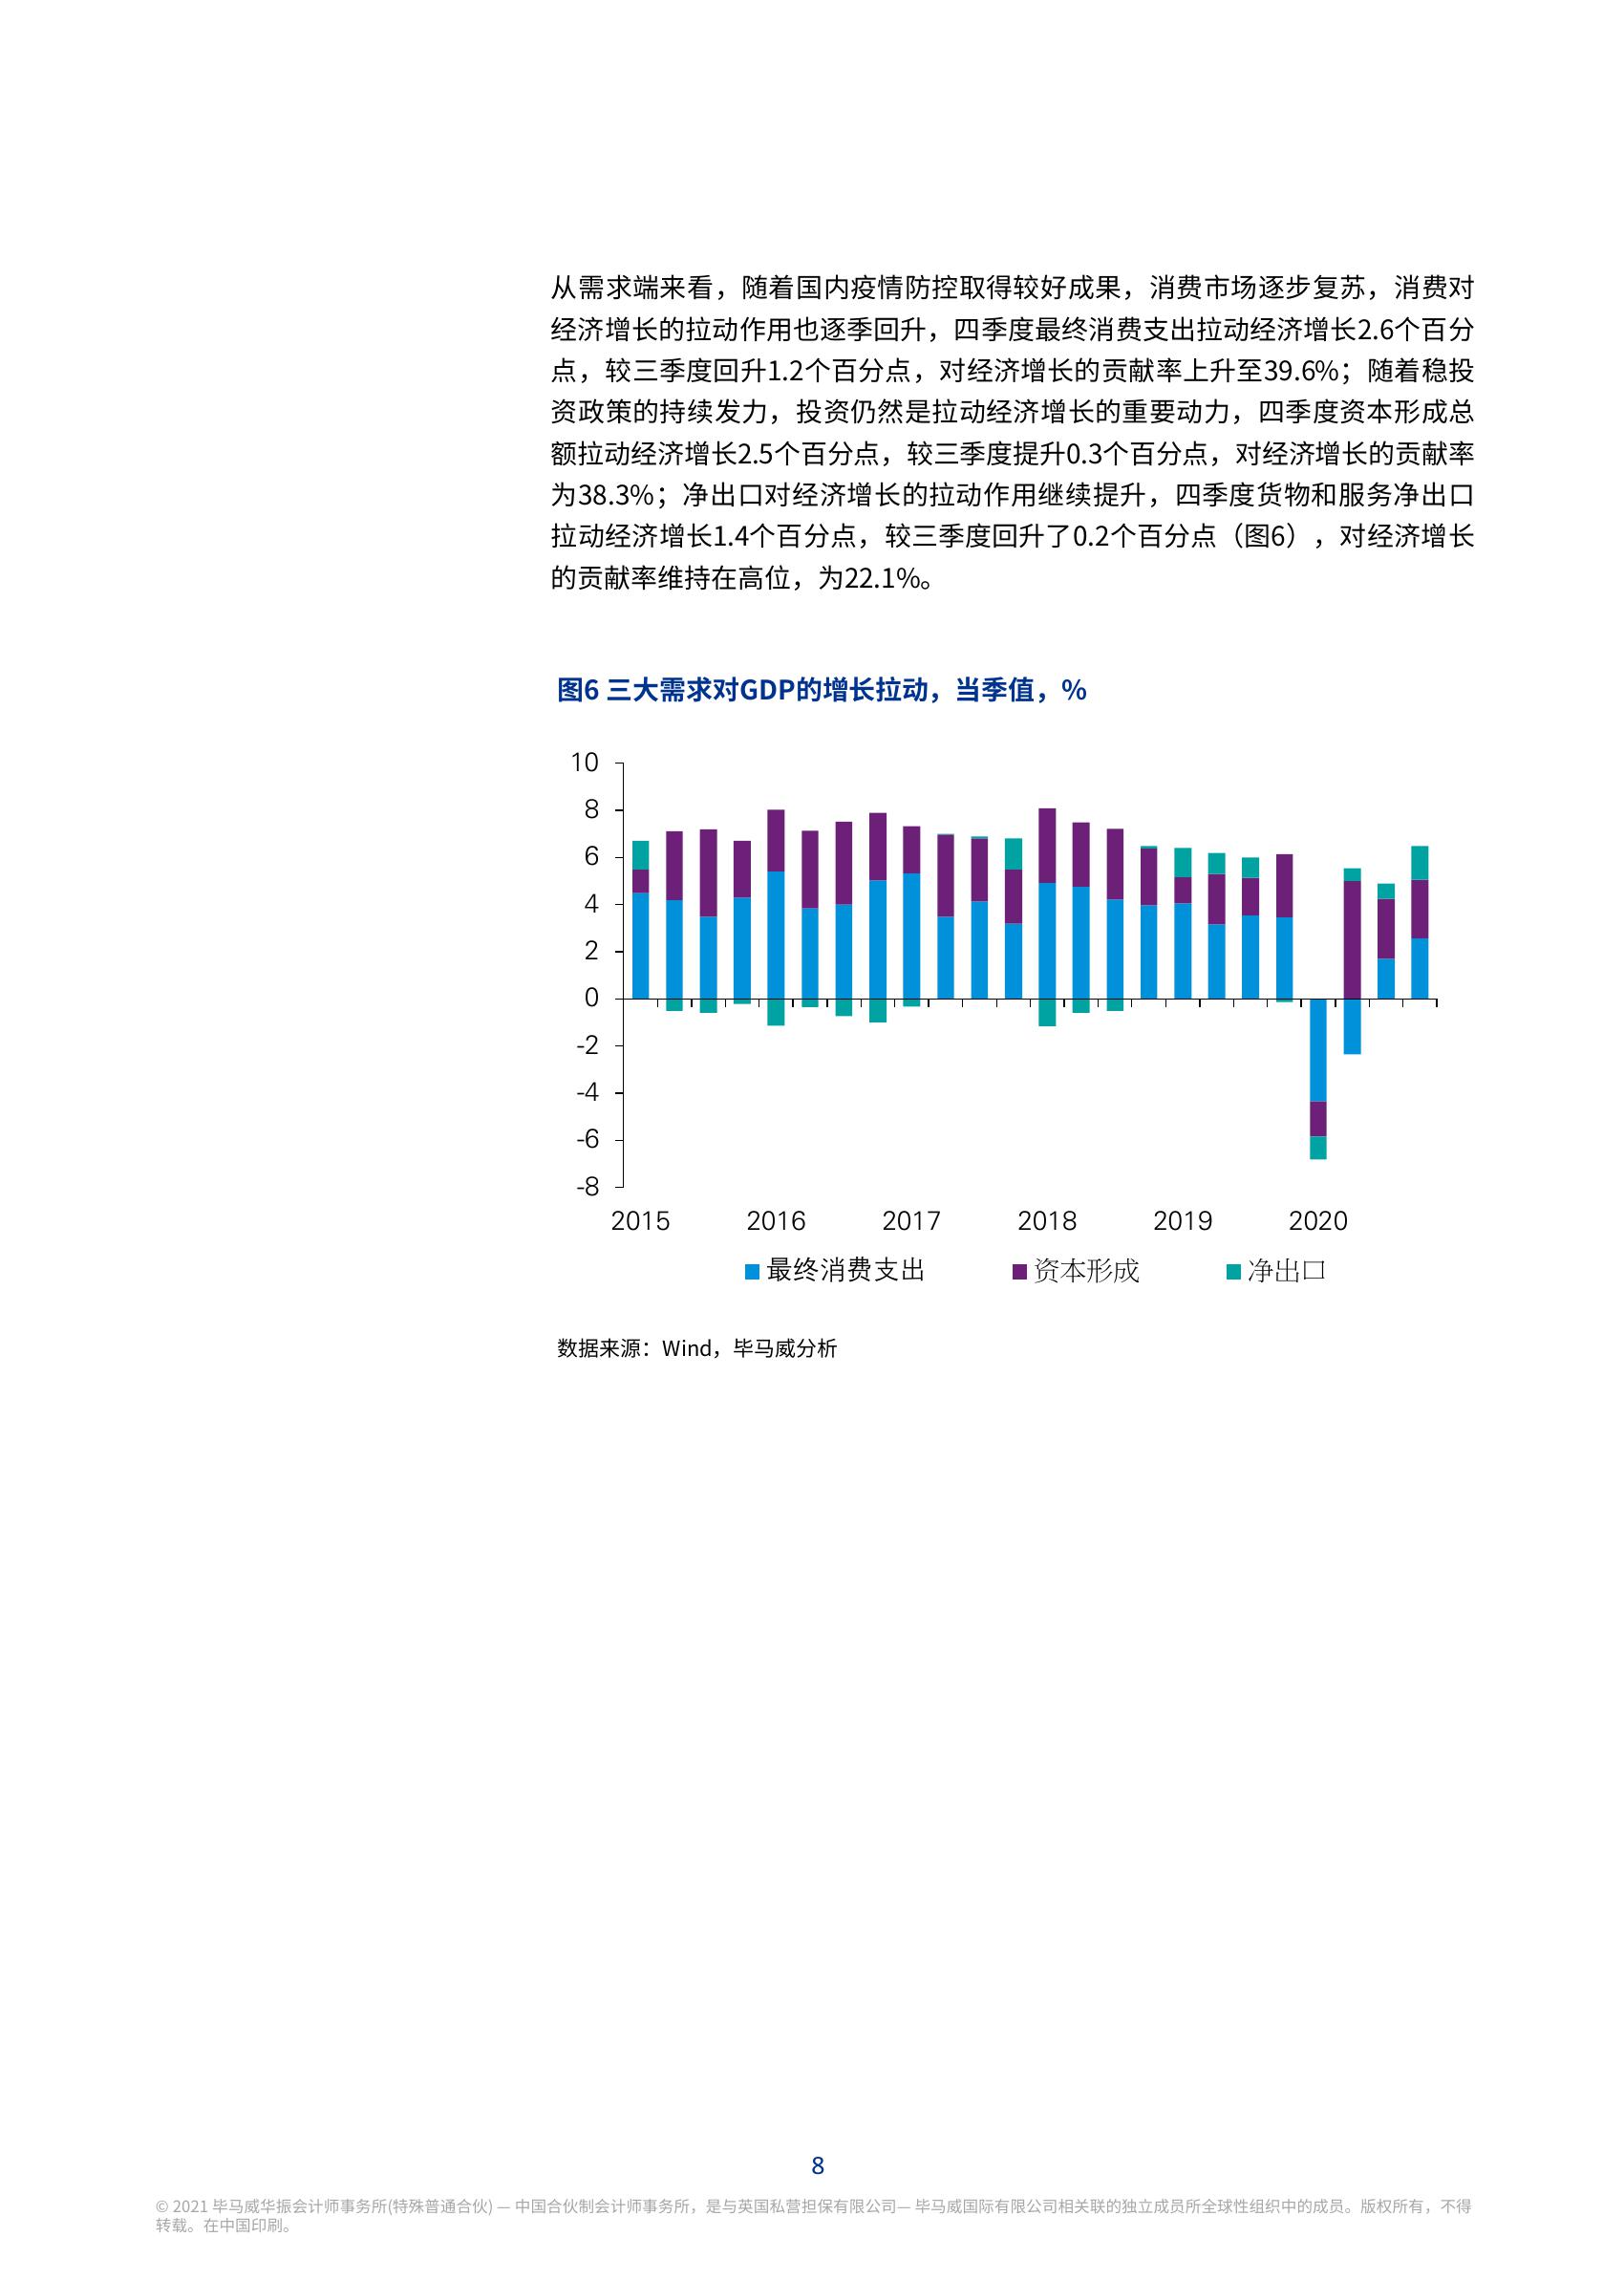 从需求端来看，随着国内疫情防控取得较好成果，消费市场逐步复苏，消费对
经济增长的拉动作用也逐季回升，四季度最终消费支出拉动经济增长2.6个百分
点，较三季度回升1.2个百分点，对经济增长的贡献率上升至39.6%；随着稳投
资政策的持续发力，投资仍然是拉动经济增长的重要动力，四季度资本形成总
额拉动经济增长2.5个百分点，较三季度提升0.3个百分点，对经济增长的贡献率
为38.3%；净出口对经济增长的拉动作用继续提升，四季度货物和服务净出口
拉动经济增长1.4个百分点，较三季度回升了0.2个百分点（图6），对经济增长
的贡献率维持在高位，为22.1%。
图6 三大需求对GDP的增长拉动，当季值，%
10
8
6
4
2
0
-2
-4
-6
-8
2015 2016 2017 2018 2019 2020
最终消费支出 资本形成 净出口
数据来源：Wind，毕马威分析
8
© 2021 毕马威华振会计师事务所(特殊普通合伙) — 中国合伙制会计师事务所，是与英国私营担保有限公司— 毕马威国际有限公司相关联的独立成员所全球性组织中的成员。版权所有，不得
转载。在中国印刷。